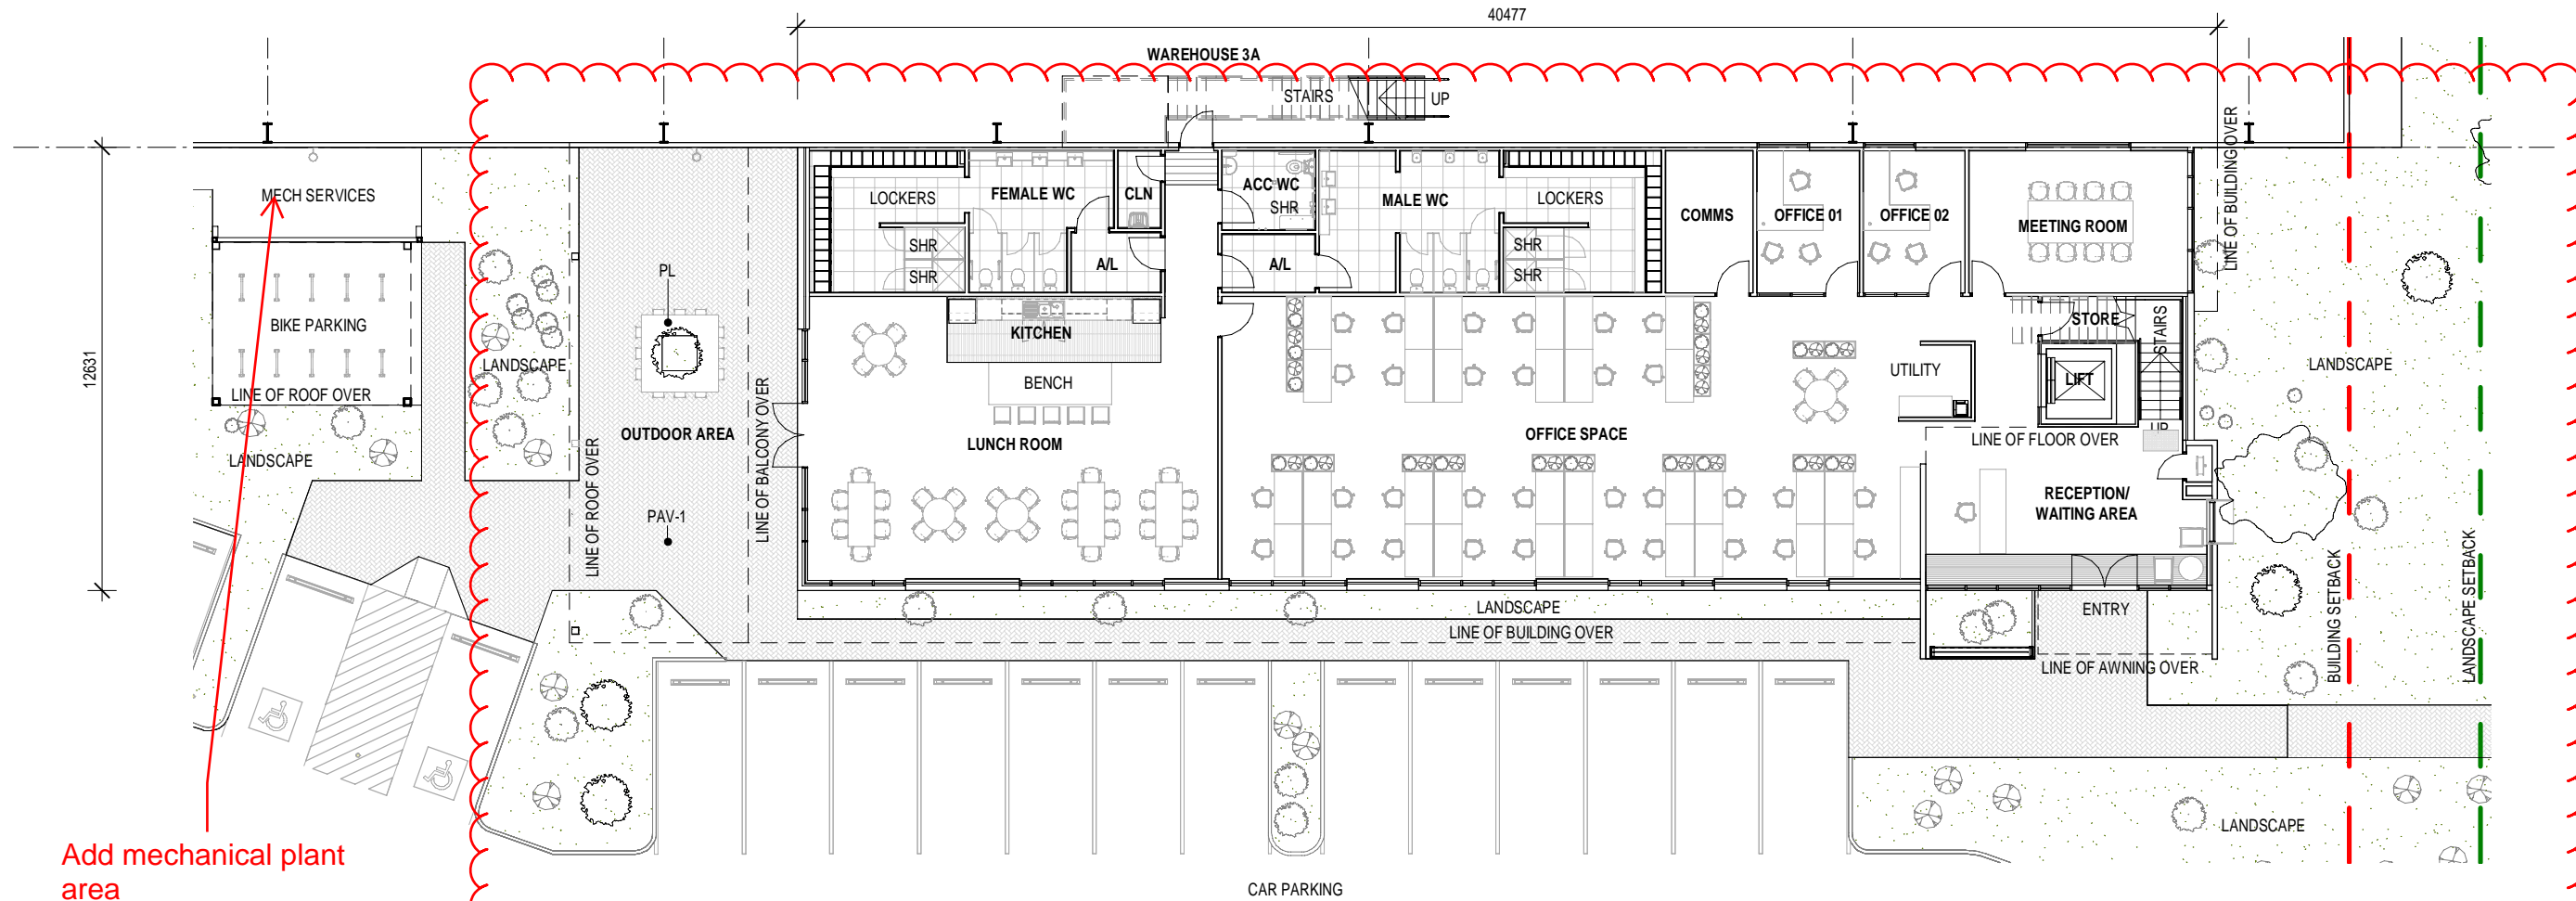 40477
WAREHOUSE 3A
STAIRS
UP
12631
MECH SERVICES
BIKE PARKING
LINE OF ROOF OVER
LANDSCAPE
LANDSCAPE
LINE OF ROOF OVER
PL
OUTDOOR AREA
PAV-1
LINE OF BALCONY OVER
LOCKERS
SHR
SHR
FEMALE WC
CLN
A/L
ACC WC
SHR
A/L
MALE WC
LOCKERS
SHR
SHR
COMMS
OFFICE 01
OFFICE 02
MEETING ROOM
KITCHEN
BENCH
LUNCH ROOM
OFFICE SPACE
UTILITY
STORE
STAIRS
LIFT
UP
LINE OF FLOOR OVER
RECEPTION/
WAITING AREA
LINE OF BUILDING OVER
LANDSCAPE
BUILDING SETBACK
LANDSCAPE SETBACK
LANDSCAPE
LINE OF BUILDING OVER
ENTRY
LINE OF AWNING OVER
LANDSCAPE
CAR PARKING
Add mechanical plant
area